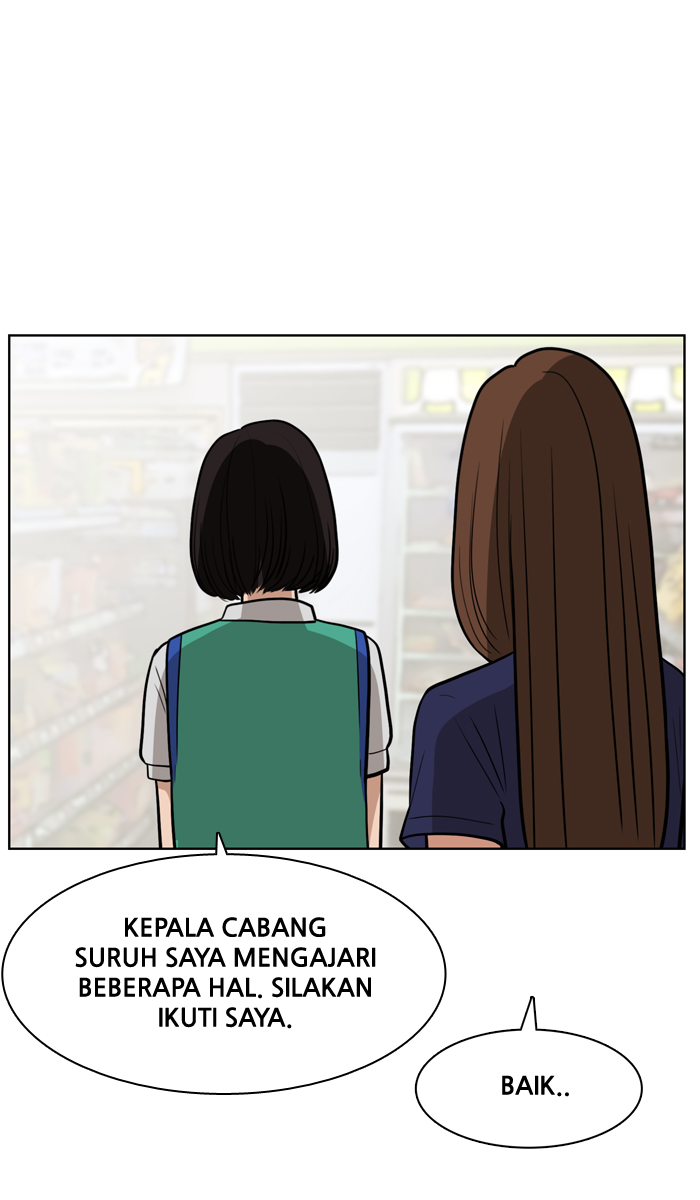 KEPALA CABANG
SURUH SAYA MENGAJARI
BEBERAPA HAL. SILAKAN
IKUTI SAYA.
BAIK..